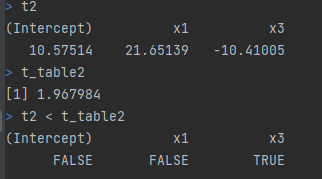 > t2
(Intercept) x1 x3
10.57514 21.65139 -10.41005
> t_table2
[1] 1.967984
> t2 < t_table2
(Intercept) x1 x3
FALSE FALSE TRUE